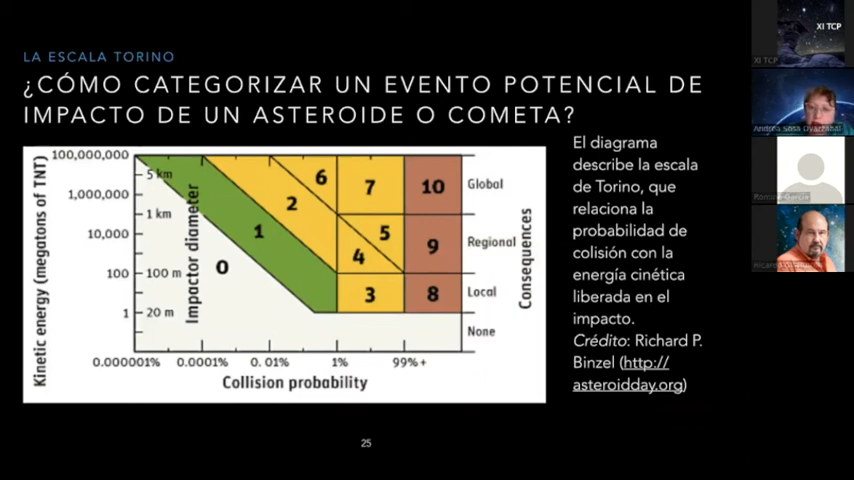 LA ESCALA TORINO
¿CÓMO CATEGORIZAR UN EVENTO POTENCIAL DE
IMPACTO DE UN ASTEROIDE O COMETA?
Kinetic energy (megatons of TNT)
100,000,000
1,000,000
10,000
100
1
5 km
1 km
100 m
20 m
Impactor diameter
0
1
2
6
7
10
5
4
9
3
8
Global
Regional
Local
None
Consequences
0.000001%
0.0001%
0. 01%
1%
99%+
Collision probability
El diagrama
describe la escala
de Torino, que
relaciona la
probabilidad de
colisión con la
energía cinética
liberada en el
impacto.
Crédito: Richard P.
Binzel (http://
asteroidday.org)
25
XI TCP
XI TCP
Andrea Sosa Oyarzabal